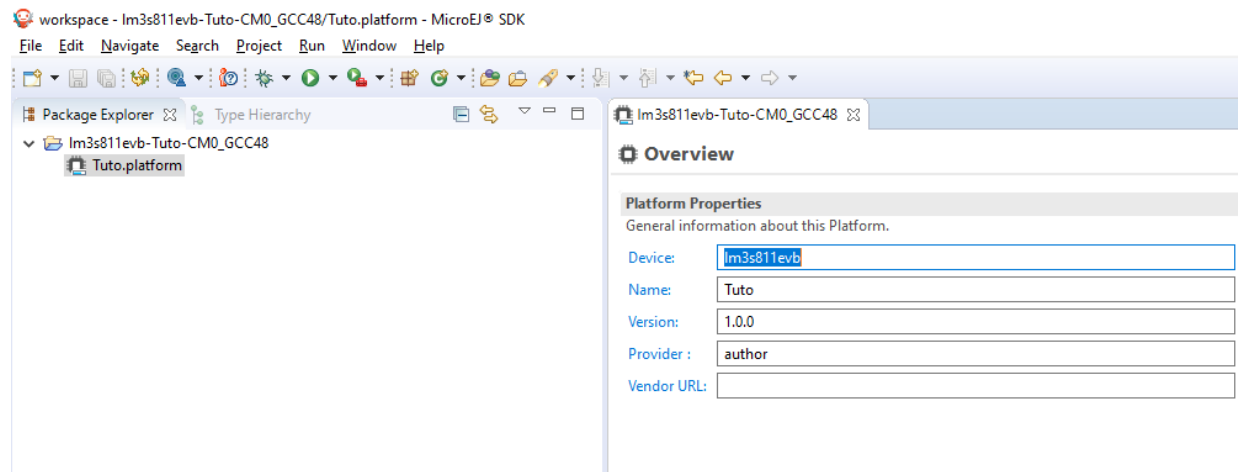 workspace - lm3s811evb-Tuto-CM0_GCC48/Tuto.platform - MicroEJ® SDK
File Edit Navigate Search Project Run Window Help
Package Explorer Type Hierarchy
lm3s811evb-Tuto-CM0_GCC48
Tuto.platform
lm3s811evb-Tuto-CM0_GCC48
Overview
Platform Properties
General information about this Platform.
Device: lm3s811evb
Name: Tuto
Version: 1.0.0
Provider : author
Vendor URL: